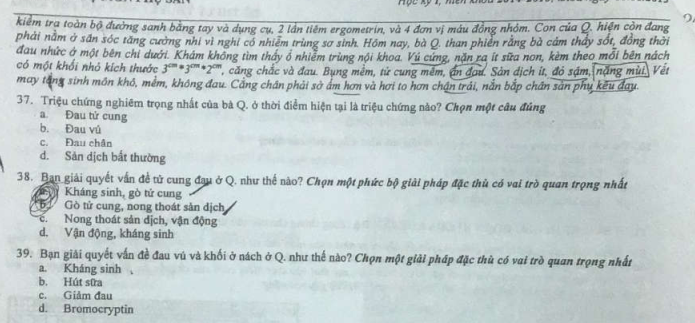 kiểm tra toàn bộ đường sanh bằng tay và dụng cụ, 2 lần tiêm ergometrin, và 4 đơn vị máu đồng nhóm. Con của Q. hiện còn đang
phải nằm ở săn sóc tăng cường nhi vì nghi có nhiễm trùng sơ sinh. Hôm nay, bà Q. than phiền rằng bà cảm thấy sốt, đồng thời
đau nhức ở một bên chi dưới. Khám không tìm thấy ổ nhiễm trùng nội khoa. Vú cứng, nặn ra ít sữa non, kèm theo mỗi bên nách
có một khối nhỏ kích thước 3cm*3cm*2cm, căng chắc và đau. Bụng mềm, tử cung mềm, ấn đau. Sản dịch ít, đỏ sậm, nặng mùi. Vết
may tầng sinh môn khô, mềm, không đau. Cẳng chân phải sờ ấm hơn và hơi to hơn chân trái, nắn bắp chân sản phụ kêu đau.
37. Triệu chứng nghiêm trọng nhất của bà Q. ở thời điểm hiện tại là triệu chứng nào? Chọn một câu đúng
a. Đau tử cung
b. Đau vú
c. Đau chân
d. Sản dịch bất thường
38. Bạn giải quyết vấn đề tử cung đau ở Q. như thế nào? Chọn một phức bộ giải pháp đặc thù có vai trò quan trọng nhất
Kháng sinh, gò tử cung
b. Gò tử cung, nong thoát sản dịch
c. Nong thoát sản dịch, vận động
d. Vận động, kháng sinh
39. Bạn giải quyết vấn đề đau vú và khối ở nách ở Q. như thế nào? Chọn một giải pháp đặc thù có vai trò quan trọng nhất
a. Kháng sinh
b. Hút sữa
c. Giảm đau
d. Bromocryptin